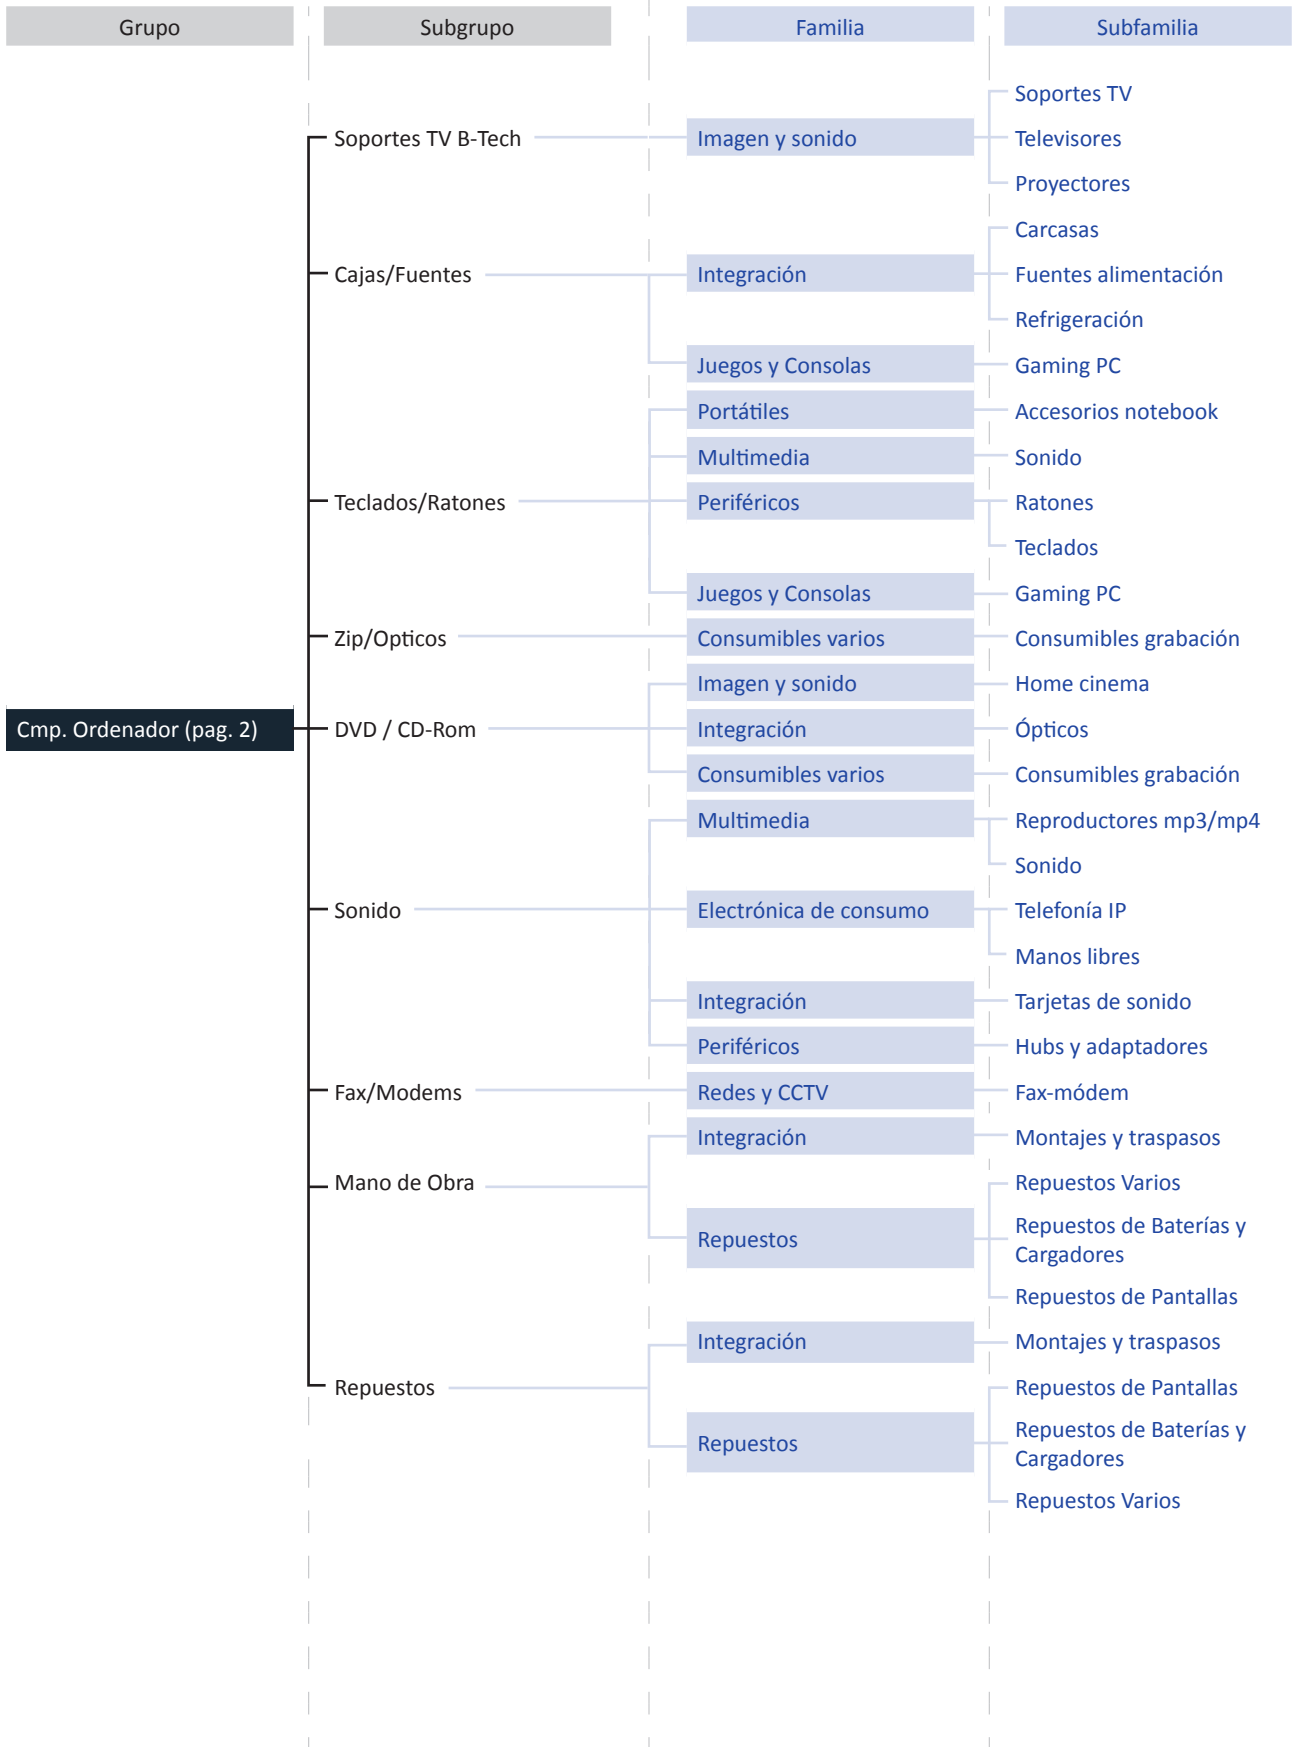 Grupo
Subgrupo
Familia
Subfamilia
Soportes TV
Soportes TV B-Tech
Imagen y sonido
Televisores
Proyectores
Carcasas
Cajas/Fuentes
Integración
Fuentes alimentación
Refrigeración
Juegos y Consolas
Gaming PC
Portátiles
Accesorios notebook
Multimedia
Sonido
Teclados/Ratones
Periféricos
Ratones
Teclados
Juegos y Consolas
Gaming PC
Zip/Opticos
Consumibles varios
Consumibles grabación
Imagen y sonido
Home cinema
Cmp. Ordenador (pag. 2)
DVD / CD-Rom
Integración
Ópticos
Consumibles varios
Consumibles grabación
Multimedia
Reproductores mp3/mp4
Sonido
Sonido
Electrónica de consumo
Telefonía IP
Manos libres
Integración
Tarjetas de sonido
Periféricos
Hubs y adaptadores
Fax/Modems
Redes y CCTV
Fax-módem
Integración
Montajes y traspasos
Mano de Obra
Repuestos Varios
Repuestos
Repuestos de Baterías y
Cargadores
Repuestos de Pantallas
Integración
Montajes y traspasos
Repuestos
Repuestos de Pantallas
Repuestos
Repuestos de Baterías y
Cargadores
Repuestos Varios